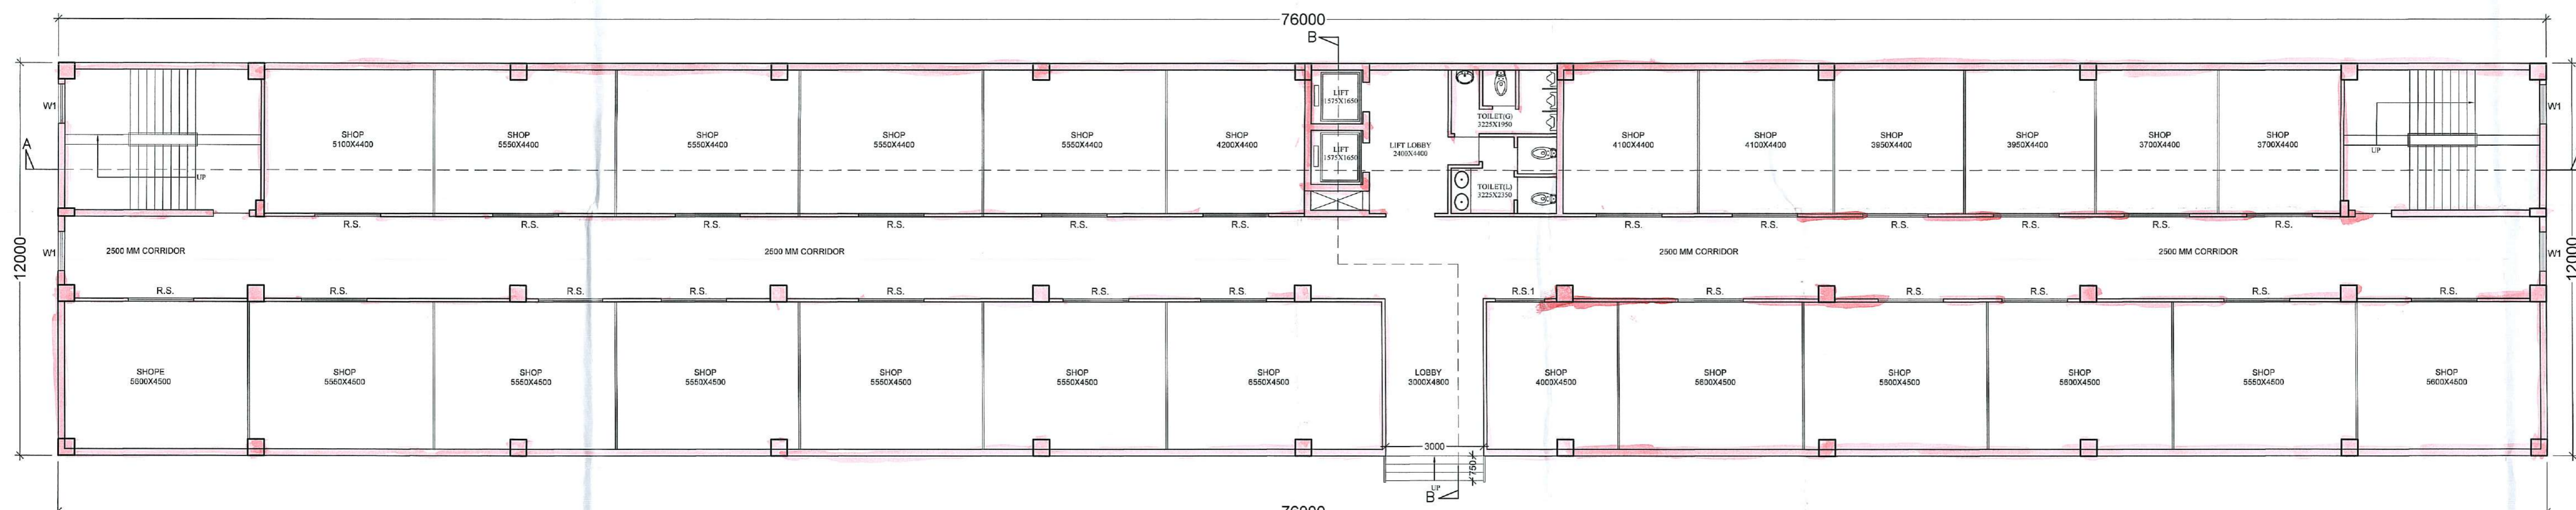 76000
B
W1
SHOP
5100X4400
SHOP
5550X4400
SHOP
5550X4400
SHOP
5550X4400
SHOP
5550X4400
SHOP
4200X4400
LIFT
1575X1650
LIFT
1575X1650
LIFT LOBBY
2400X4400
TOILET(G)
3225X1950
TOILET(L)
3225X2350
SHOP
4100X4400
SHOP
4100X4400
SHOP
3950X4400
SHOP
3950X4400
SHOP
3700X4400
SHOP
3700X4400
W1
A
UP
UP
R.S.
R.S.
R.S.
R.S.
R.S.
R.S.
R.S.
R.S.
R.S.
R.S.
R.S.
R.S.
12000
W1
2500 MM CORRIDOR
2500 MM CORRIDOR
2500 MM CORRIDOR
2500 MM CORRIDOR
W1
12000
R.S.
R.S.
R.S.
R.S.
R.S.
R.S.
R.S.
R.S.1
R.S.
R.S.
R.S.
R.S.
R.S.
SHOPE
5600X4500
SHOP
5550X4500
SHOP
5550X4500
SHOP
5550X4500
SHOP
5550X4500
SHOP
5550X4500
SHOP
6550X4500
LOBBY
3000X4800
SHOP
4000X4500
SHOP
5600X4500
SHOP
5600X4500
SHOP
5600X4500
SHOP
5550X4500
SHOP
5600X4500
3000
750
UP
B
76000